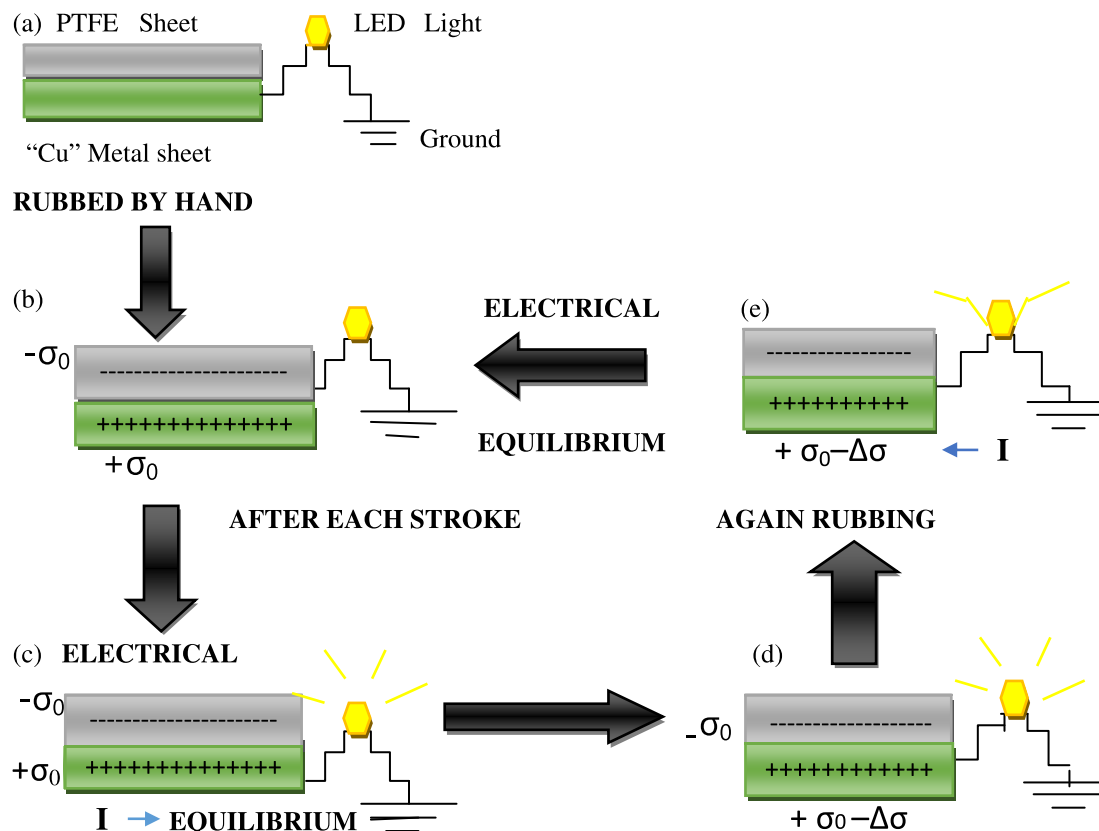 (a) PTFE Sheet LED Light
Ground
“Cu” Metal sheet
RUBBED BY HAND
(b)
-σ₀
--------------------
++++++++++++++
+σ₀
ELECTRICAL
EQUILIBRIUM
(e)
----------------
++++++++++
+ σ₀–Δσ
I
AFTER EACH STROKE
AGAIN RUBBING
(c) ELECTRICAL
-σ₀
---------------------
++++++++++++++
+σ₀
I EQUILIBRIUM
(d)
-σ₀
-----------------
++++++++++++
+ σ₀ -Δσ